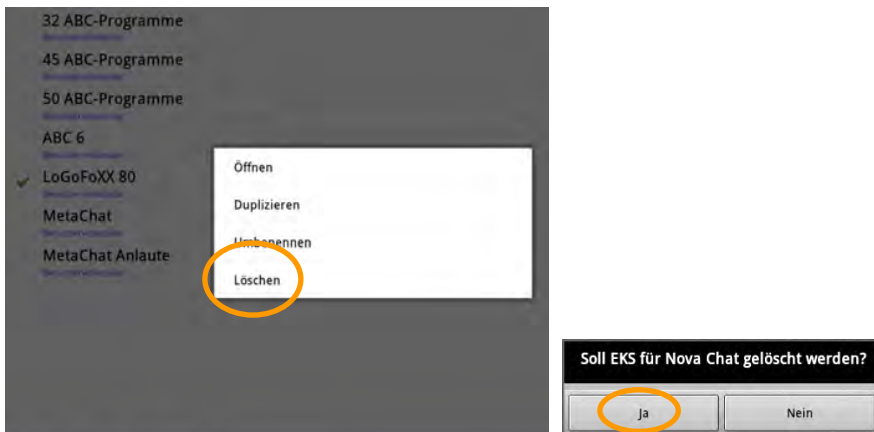 32 ABC-Programme
45 ABC-Programme
50 ABC-Programme
ABC 6
LoGoFoXX 80
MetaChat
MetaChat Anlaute
Öffnen
Duplizieren
Umbenennen
Löschen
Soll EKS für Nova Chat gelöscht werden?
Ja
Nein